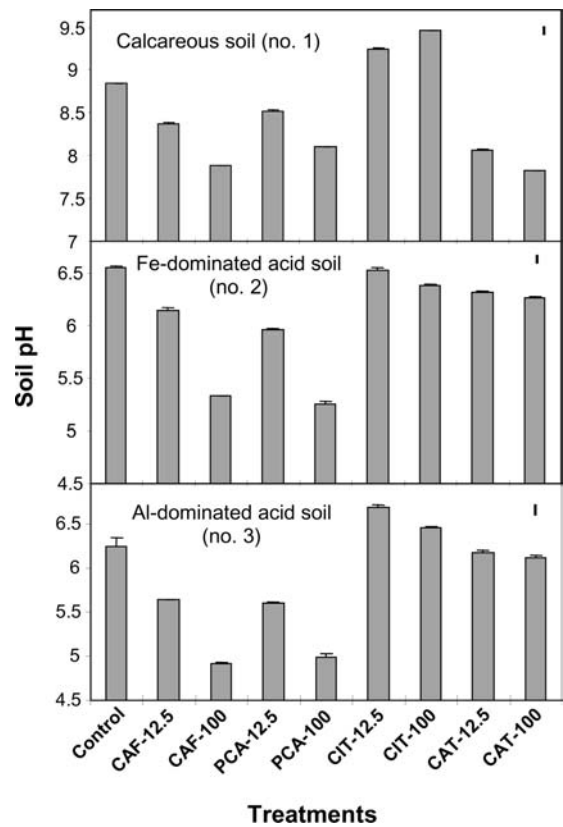 9.5
Calcareous soil (no. 1)
9
8.5
8
7.5
7
6.5
Fe-dominated acid soil
(no. 2)
6
5.5
5
4.5
Soil pH
6.5
Al-dominated acid soil
(no. 3)
6
5.5
5
4.5
Control
CAF-12.5
CAF-100
PCA-12.5
PCA-100
CIT-12.5
CIT-100
CAT-12.5
CAT-100
Treatments